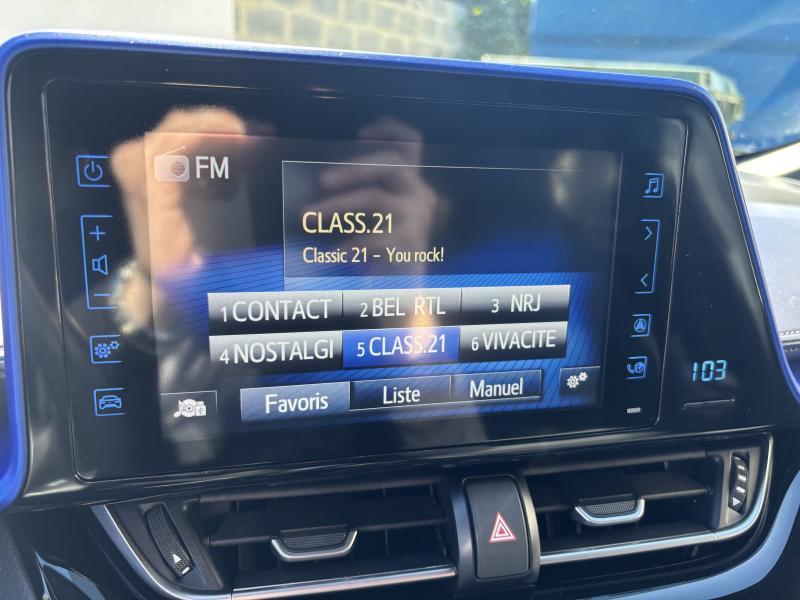 FM
CLASS.21
Classic 21 - You rock!
1 CONTACT 2 BEL RTL 3 NRJ
4 NOSTALGI 5 CLASS.21 6 VIVACITE
Favoris Liste Manuel
103